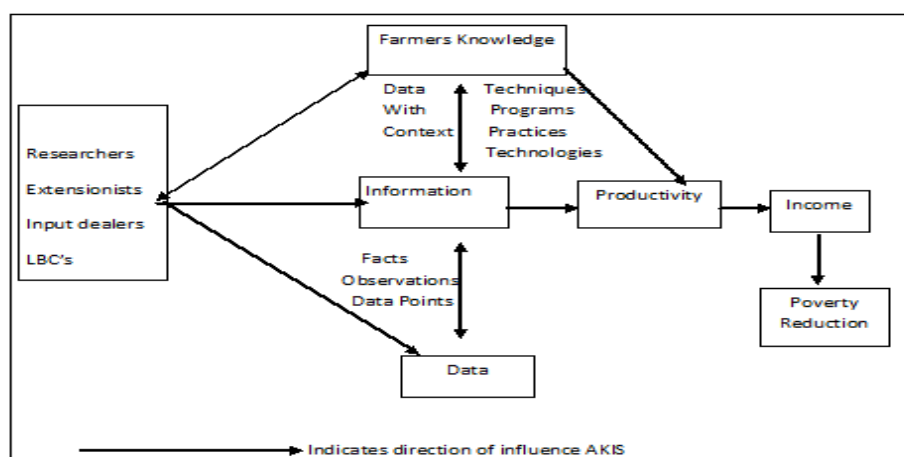 Farmers Knowledge
Data
With
Context
Techniques
Programs
Practices
Technologies
Researchers
Extensionists
Input dealers
LBC's
Information
Productivity
Income
Facts
Observations
Data Points
Poverty
Reduction
Data
Indicates direction of influence AKIS